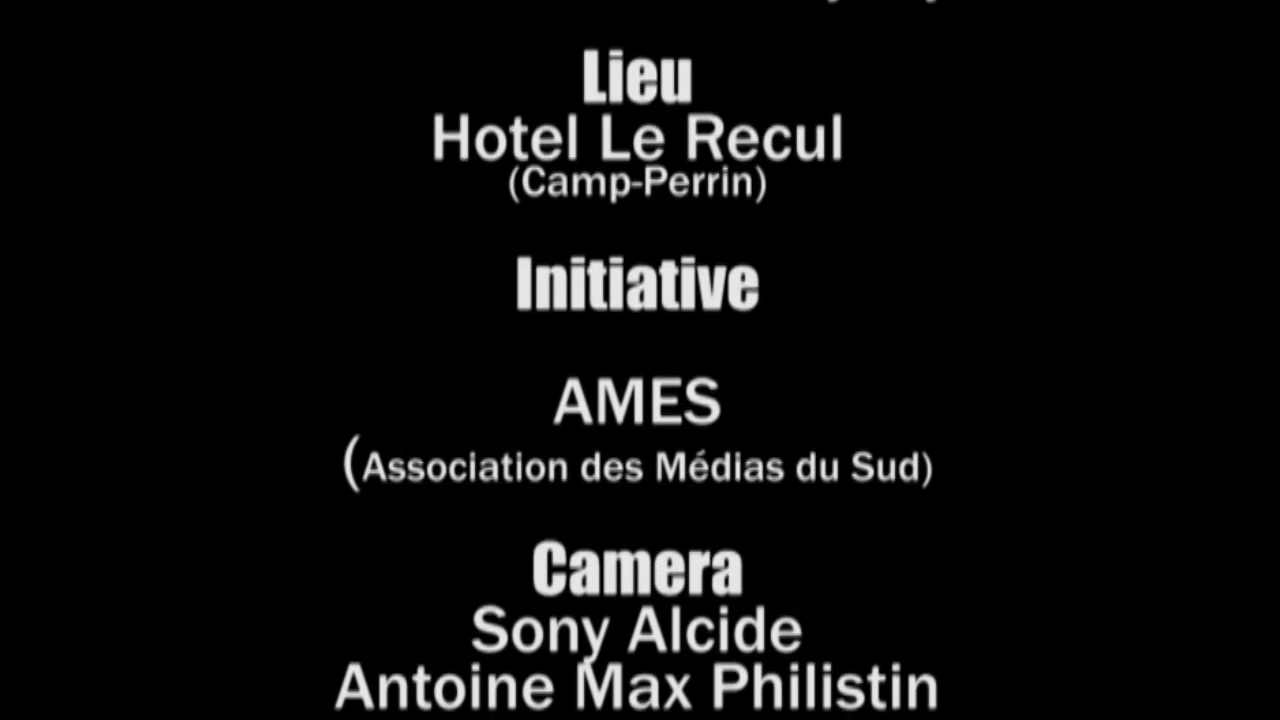 Lieu
Hotel Le Recul
(Camp-Perrin)
Initiative
AMES
(Association des Médias du Sud)
Camera
Sony Alcide
Antoine Max Philistin